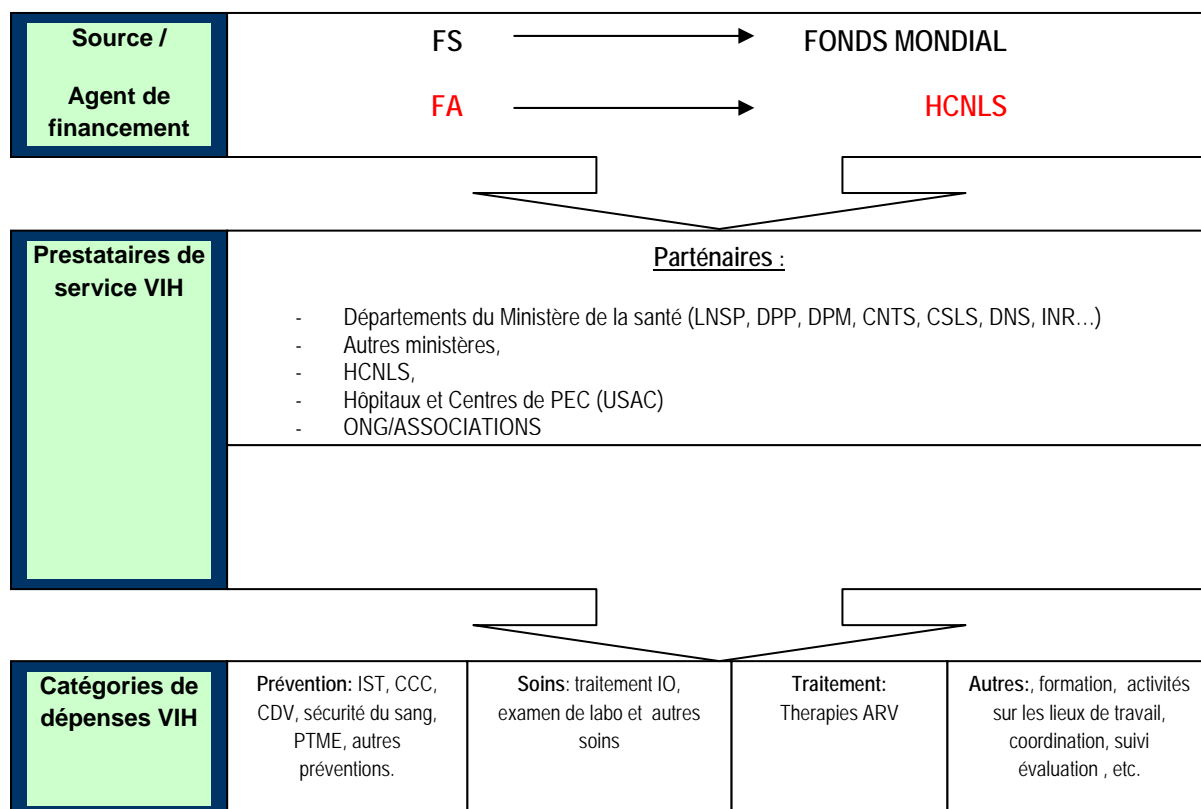 Source /
FS
FONDS MONDIAL
Agent de
financement
FA
HCNLS
Prestataires de
service VIH
Parténaires :
- Départements du Ministère de la santé (LNSP, DPP, DPM, CNTS, CSLS, DNS, INR…)
- Autres ministères,
- HCNLS,
- Hôpitaux et Centres de PEC (USAC)
- ONG/ASSOCIATIONS
Catégories de
dépenses VIH
Prévention: IST, CCC,
CDV, sécurité du sang,
PTME, autres
préventions.
Soins: traitement IO,
examen de labo et autres
soins
Traitement:
Therapies ARV
Autres:, formation, activités
sur les lieux de travail,
coordination, suivi
évaluation , etc.